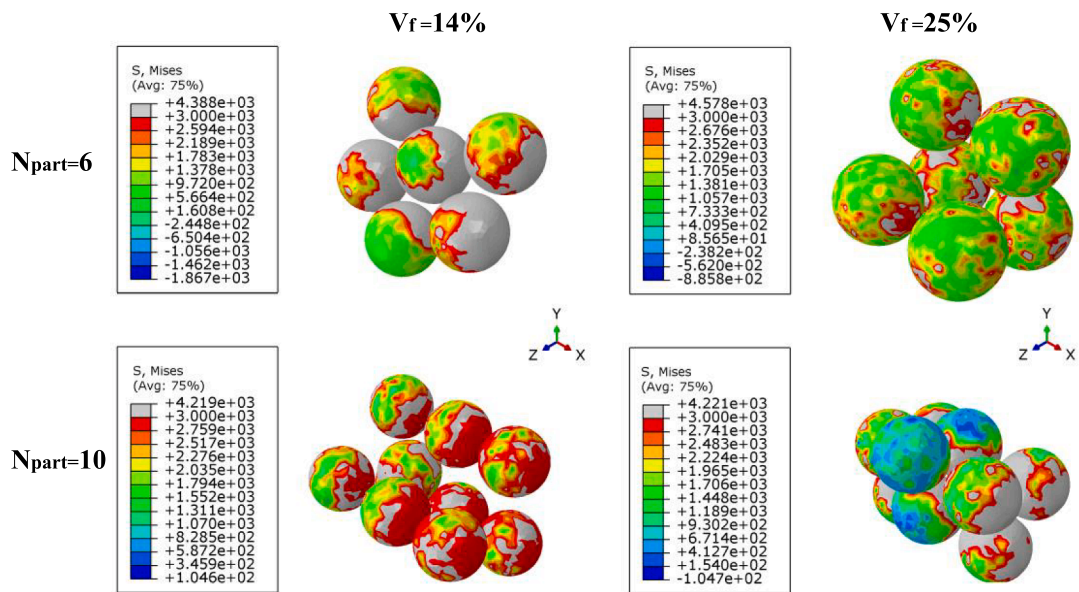 V_f=14%
V_f=25%
N_part=6
S, Mises
(Avg: 75%)
+4.388e+03
+3.000e+03
+2.594e+03
+2.189e+03
+1.783e+03
+1.378e+03
+9.720e+02
+5.664e+02
+1.608e+02
-2.448e+02
-6.504e+02
-1.056e+03
-1.462e+03
-1.867e+03
S, Mises
(Avg: 75%)
+4.578e+03
+3.000e+03
+2.676e+03
+2.352e+03
+2.029e+03
+1.705e+03
+1.381e+03
+1.057e+03
+7.333e+02
+4.095e+02
+8.565e+01
-2.382e+02
-5.620e+02
-8.858e+02
Y
Z X
Y
Z X
N_part=10
S, Mises
(Avg: 75%)
+4.219e+03
+3.000e+03
+2.759e+03
+2.517e+03
+2.276e+03
+2.035e+03
+1.794e+03
+1.552e+03
+1.311e+03
+1.070e+03
+8.285e+02
+5.872e+02
+3.459e+02
+1.046e+02
S, Mises
(Avg: 75%)
+4.221e+03
+3.000e+03
+2.741e+03
+2.483e+03
+2.224e+03
+1.965e+03
+1.706e+03
+1.448e+03
+1.189e+03
+9.302e+02
+6.714e+02
+4.127e+02
+1.540e+02
-1.047e+02